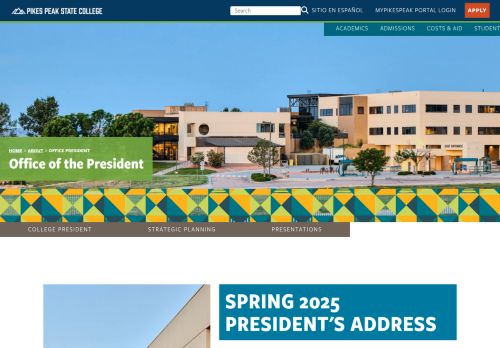 PIKES PEAK STATE COLLEGE
Search
SITIO EN ESPAÑOL
MYPIKESPEAK PORTAL LOGIN
APPLY
ACADEMICS
ADMISSIONS
COSTS & AID
STUDENT
HOME > ABOUT > OFFICE PRESIDENT
Office of the President
COLLEGE PRESIDENT
STRATEGIC PLANNING
PRESENTATIONS
SPRING 2025
PRESIDENT'S ADDRESS